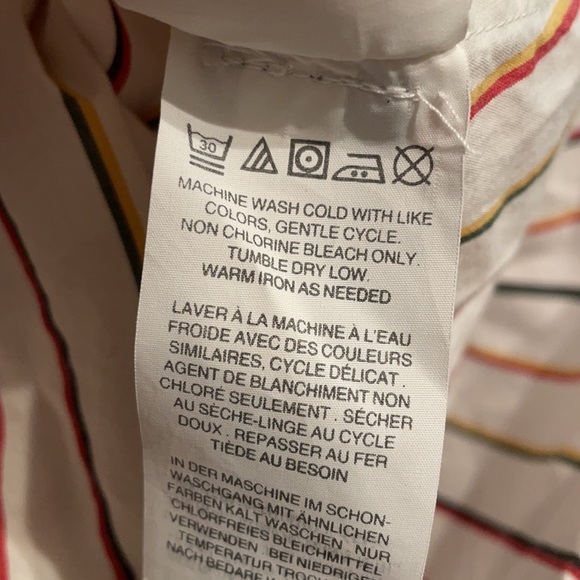 30
MACHINE WASH COLD WITH LIKE
COLORS, GENTLE CYCLE.
NON CHLORINE BLEACH ONLY.
TUMBLE DRY LOW.
WARM IRON AS NEEDED
LAVER À LA MACHINE À L'EAU
FROIDE AVEC DES COULEURS
SIMILAIRES, CYCLE DÉLICAT .
AGENT DE BLANCHIMENT NON
CHLORÉ SEULEMENT . SÉCHER
AU SÈCHE-LINGE AU CYCLE
DOUX . REPASSER AU FER
TIÈDE AU BESOIN
IN DER MASCHINE IM SCHON-
WASCHGANG MIT ÄHNLICHEN
FARBEN KALT WASCHEN . NUR
CHLORFREIES BLEICHMITTEL
VERWENDEN . BEI NIEDRIGER
TEMPERATUR
NACH BEDARF